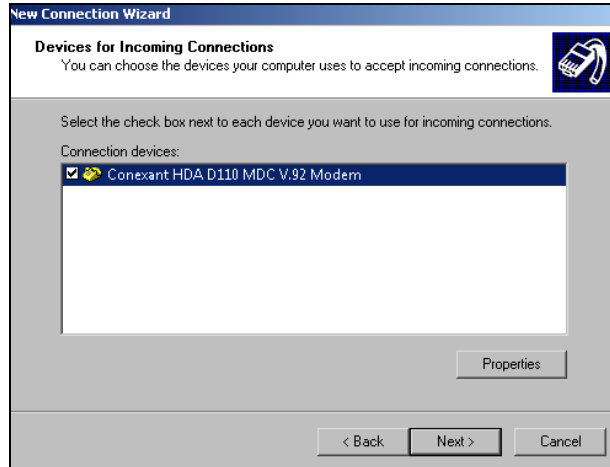 New Connection Wizard
Devices for Incoming Connections
You can choose the devices your computer uses to accept incoming connections.
Select the check box next to each device you want to use for incoming connections.
Connection devices:
Conexant HDA D110 MDC V.92 Modem
Properties
< Back Next > Cancel